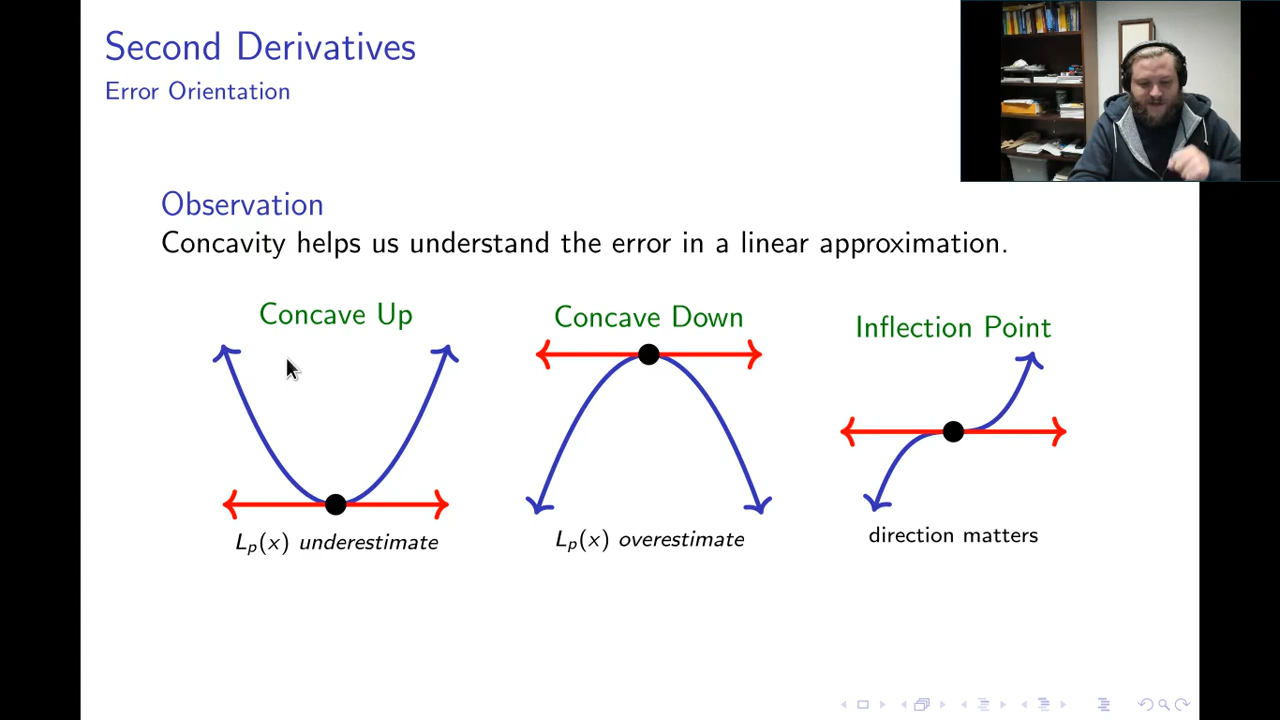 Second Derivatives
Error Orientation
Observation
Concavity helps us understand the error in a linear approximation.
Concave Up
Concave Down
Inflection Point
Lₚ(x) underestimate
Lₚ(x) overestimate
direction matters